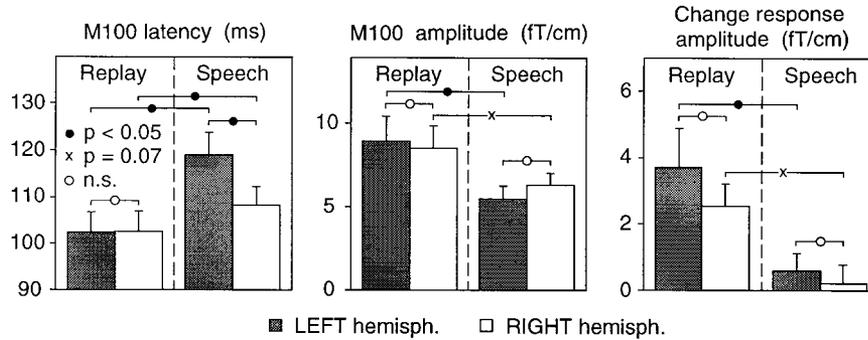 M100 latency (ms)
Replay
Speech
130
120
110
100
90
● p < 0.05
x p = 0.07
○ n.s.
M100 amplitude (fT/cm)
Replay
Speech
10
5
0
Change response
amplitude (fT/cm)
Replay
Speech
6
4
2
0
LEFT hemisph.
RIGHT hemisph.